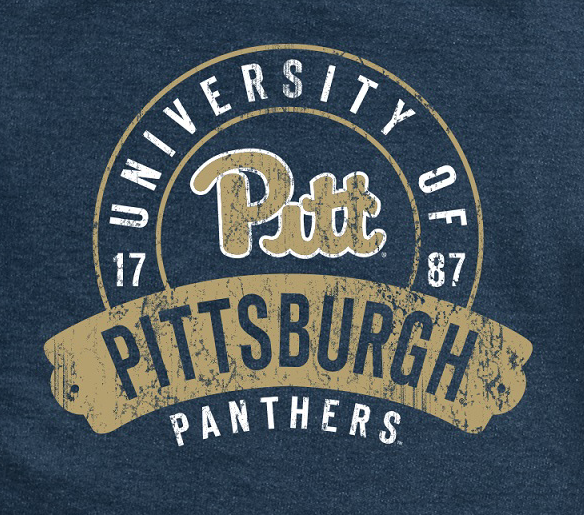 UNIVERSITY OF
Pitt
17 87
PITTSBURGH
PANTHERS